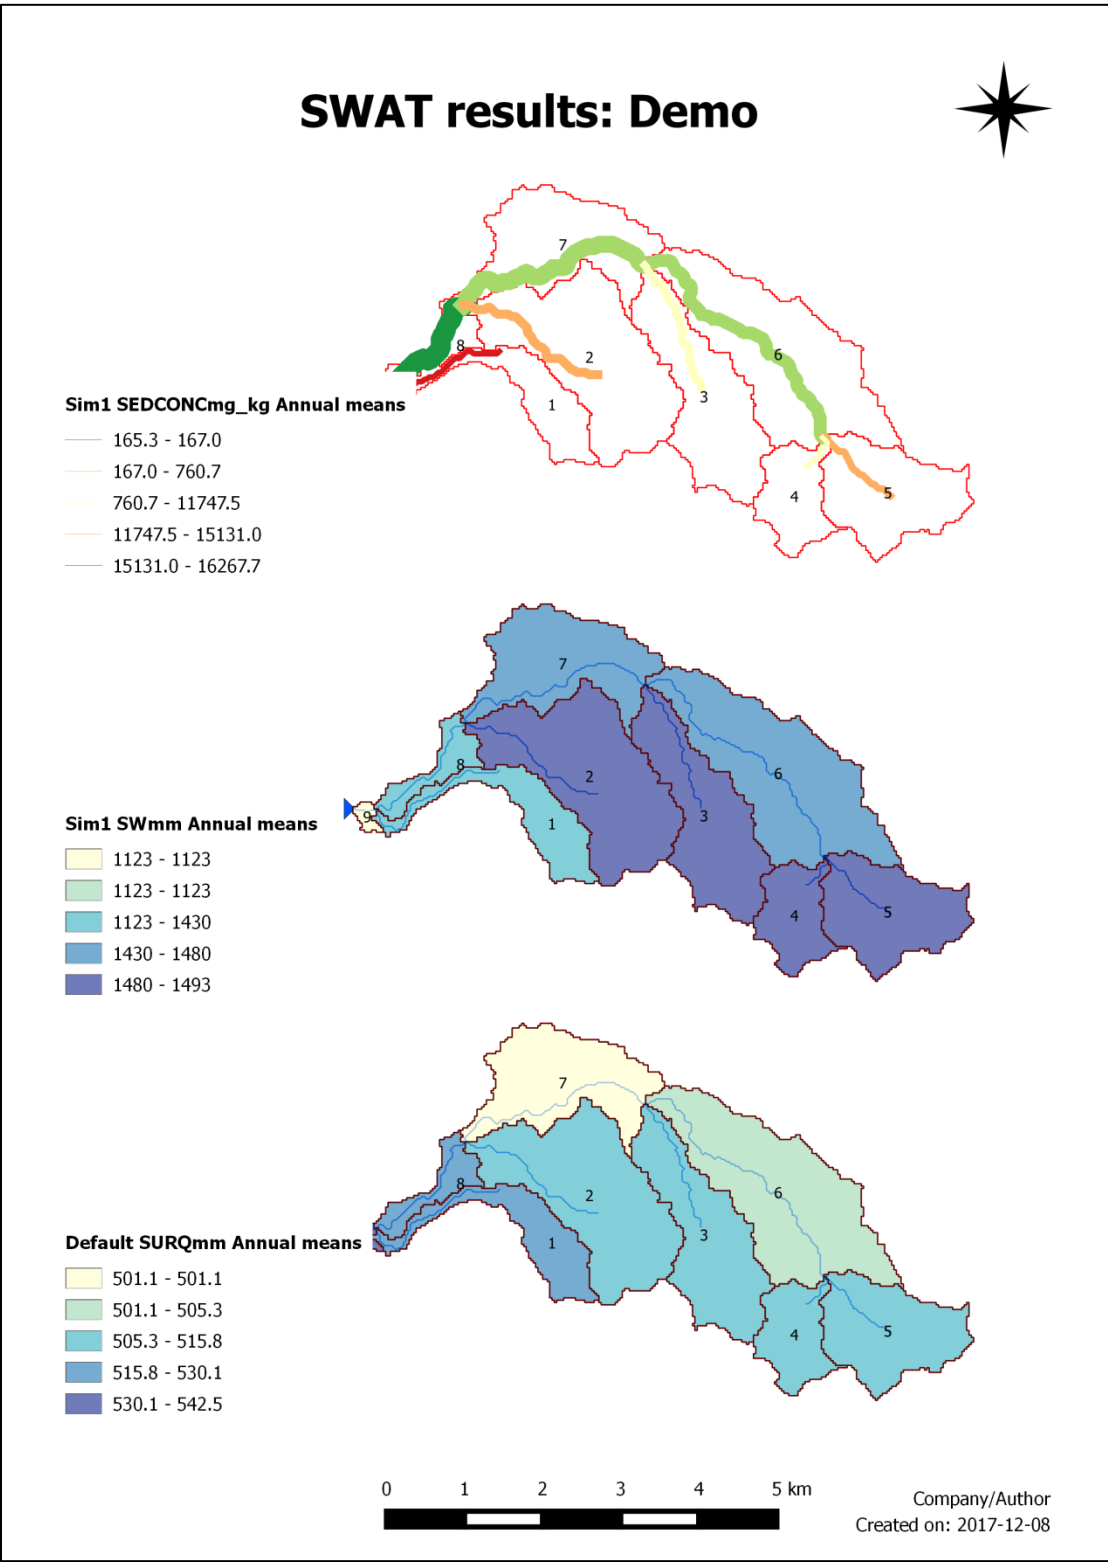 SWAT results: Demo
7
8
2
6
1
3
4
5
Sim1 SEDCONCmg_kg Annual means
165.3 - 167.0
167.0 - 760.7
760.7 - 11747.5
11747.5 - 15131.0
15131.0 - 16267.7
7
8
2
6
9
1
3
4
5
Sim1 SWmm Annual means
1123 - 1123
1123 - 1123
1123 - 1430
1430 - 1480
1480 - 1493
7
8
2
6
1
3
4
5
Default SURQmm Annual means
501.1 - 501.1
501.1 - 505.3
505.3 - 515.8
515.8 - 530.1
530.1 - 542.5
0 1 2 3 4 5 km
Company/Author
Created on: 2017-12-08